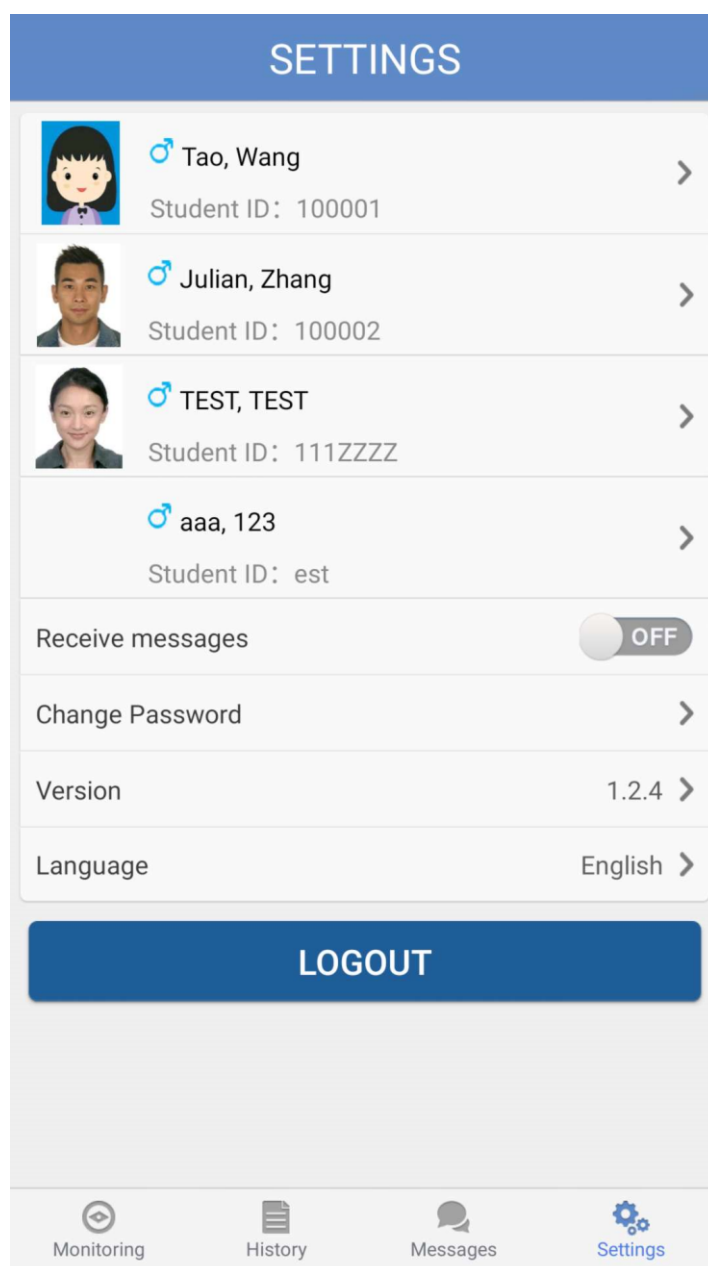 SETTINGS
Tao, Wang
Student ID：100001
Julian, Zhang
Student ID：100002
TEST, TEST
Student ID：111ZZZZ
aaa, 123
Student ID：est
Receive messages OFF
Change Password
Version 1.2.4
Language English
LOGOUT
Monitoring History Messages Settings